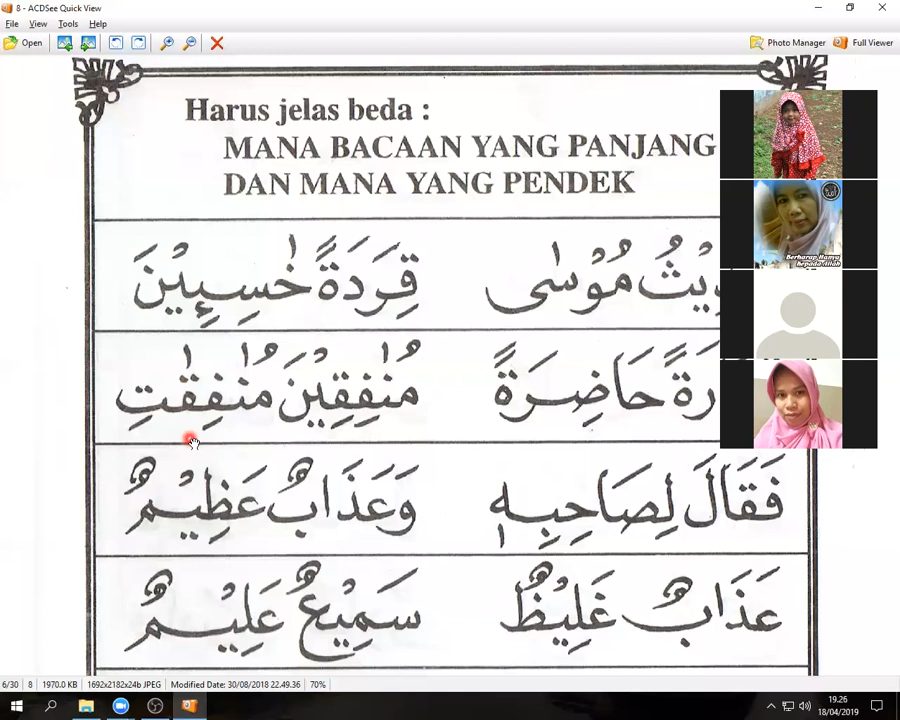 8 - ACDSee Quick View
File View Tools Help
Open
Photo Manager Full Viewer
Harus jelas beda :
MANA BACAAN YANG PANJANG
DAN MANA YANG PENDEK
مُوْسٰى قِرَدَةً خٰسِـِٕيْنَ
حَاضِرَةً مُنٰفِقِيْنَ مُنٰفِقٰتِ
فَقَالَ لِصَاحِبِهٖ وَعَذَابٌ عَظِيْمٌ
عَذَابٌ غَلِيْظٌ سَمِيْعٌ عَلِيْمٌ
Berharap Hanya
kepada Allah
6/30 8 1970.0 KB 1692x2182x24b JPEG Modified Date: 30/08/2018 22.49.36 70%
19.26
18/04/2019